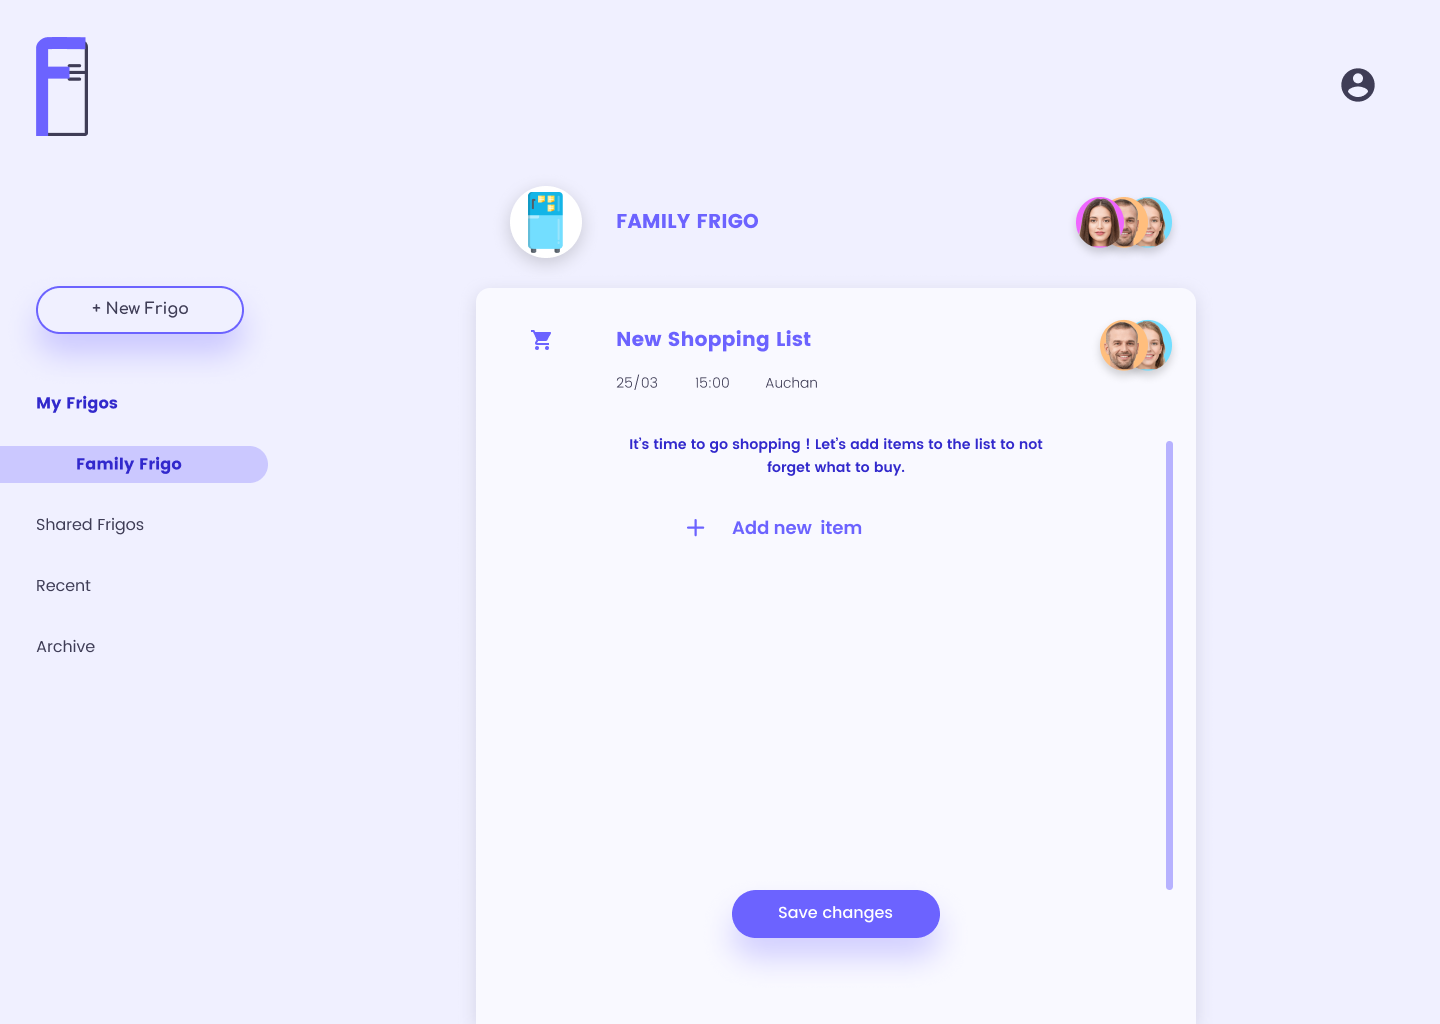 FAMILY FRIGO
+ New Frigo
My Frigos
Family Frigo
Shared Frigos
Recent
Archive
New Shopping List
25/03 15:00 Auchan
It's time to go shopping ! Let's add items to the list to not
forget what to buy.
Add new item
Save changes